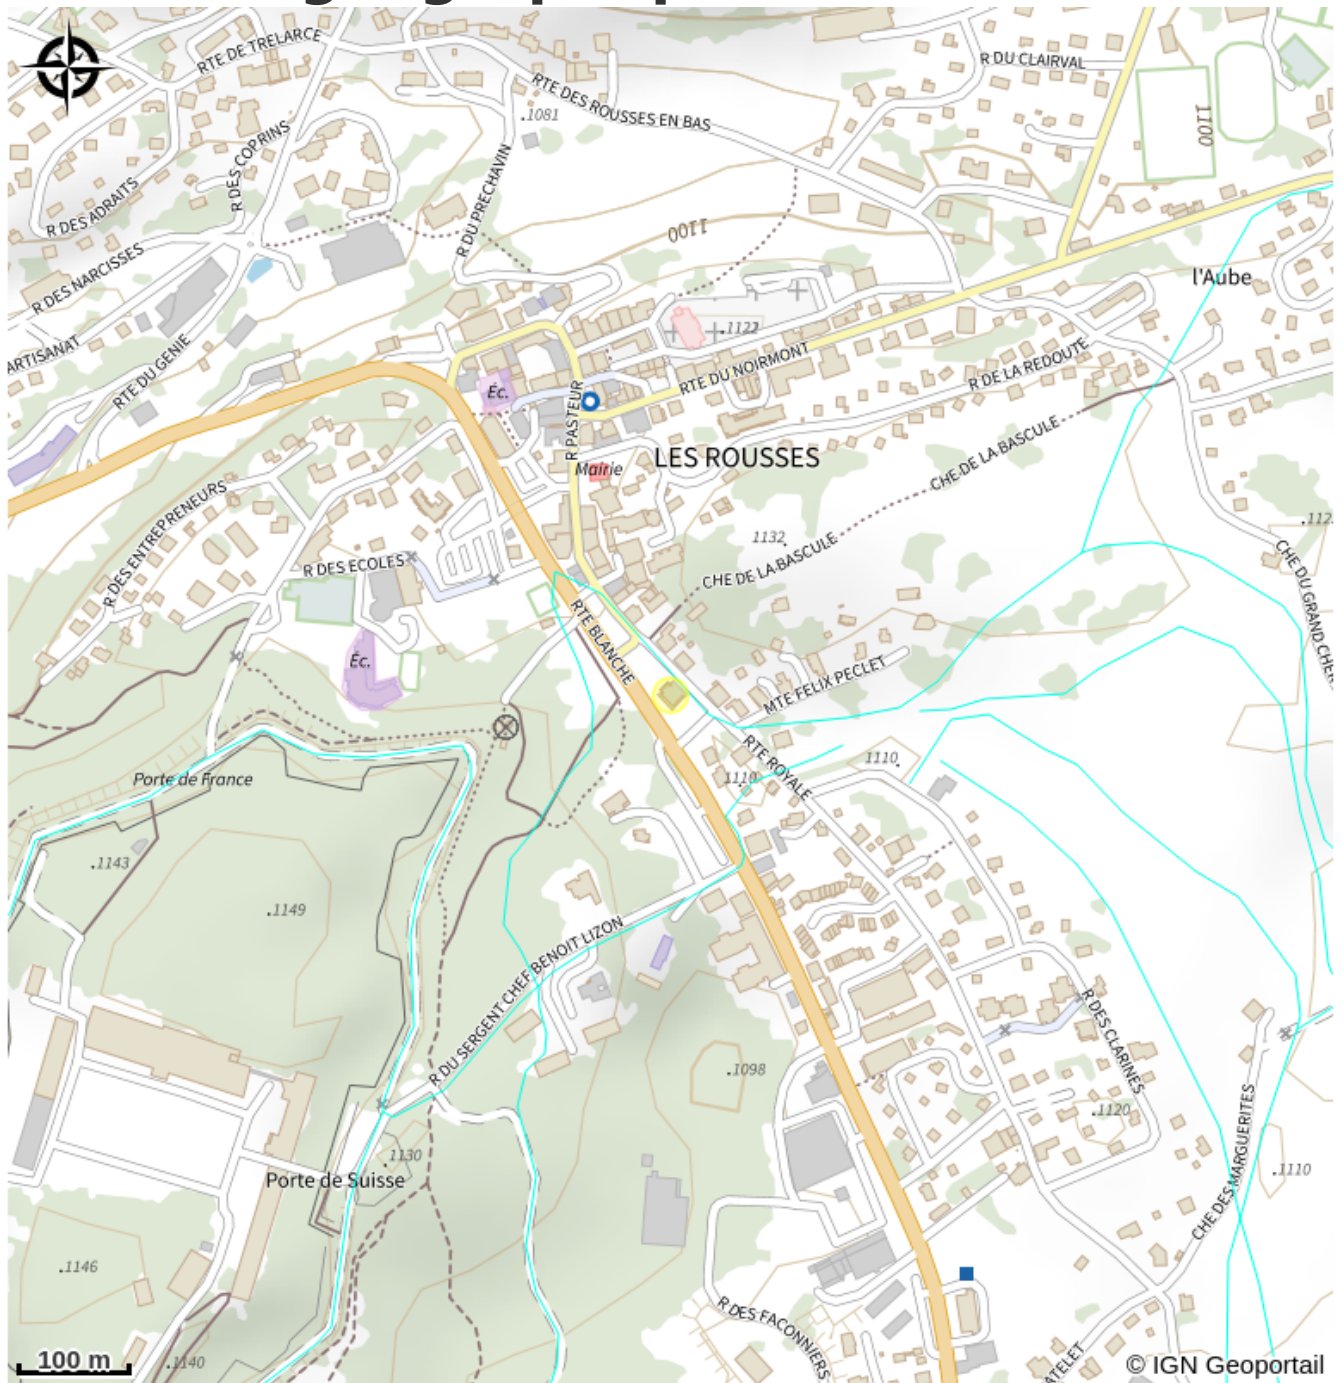 RTE DE TRELARCE
R DU CLAIRVAL
RTE DES ROUSSES EN BAS
.1081
1100
R DES COPRINS
R DU PRECHAVIN
R DES ADRAITS
1100
R DES NARCISSES
l'Aube
.1122
ARTISANAT
RTE DU GENIE
RTE DU NOIRMONT
R DE LA REDOUTE
Éc.
R PASTEUR
Mairie
LES ROUSSES
CHE DE LA BASCULE
R DES ENTREPRENEURS
1132.
R DES ECOLES
CHE DE LA BASCULE
CHE DU GRAND CHER
RTE BLANCHE
Éc.
MTE FELIX PECLET
RTE ROYALE
1110.
1110.
Porte de France
.1143
.1149
R DU SERGENT CHEF BENOIT LIZON
R DES CLARINES
.1098
.1120
.1130
Porte de Suisse
.1110
CHE DES MARGUERITES
.1146
R DES FACONNIERS
.1140
100 m
ATELET
© IGN Geoportail